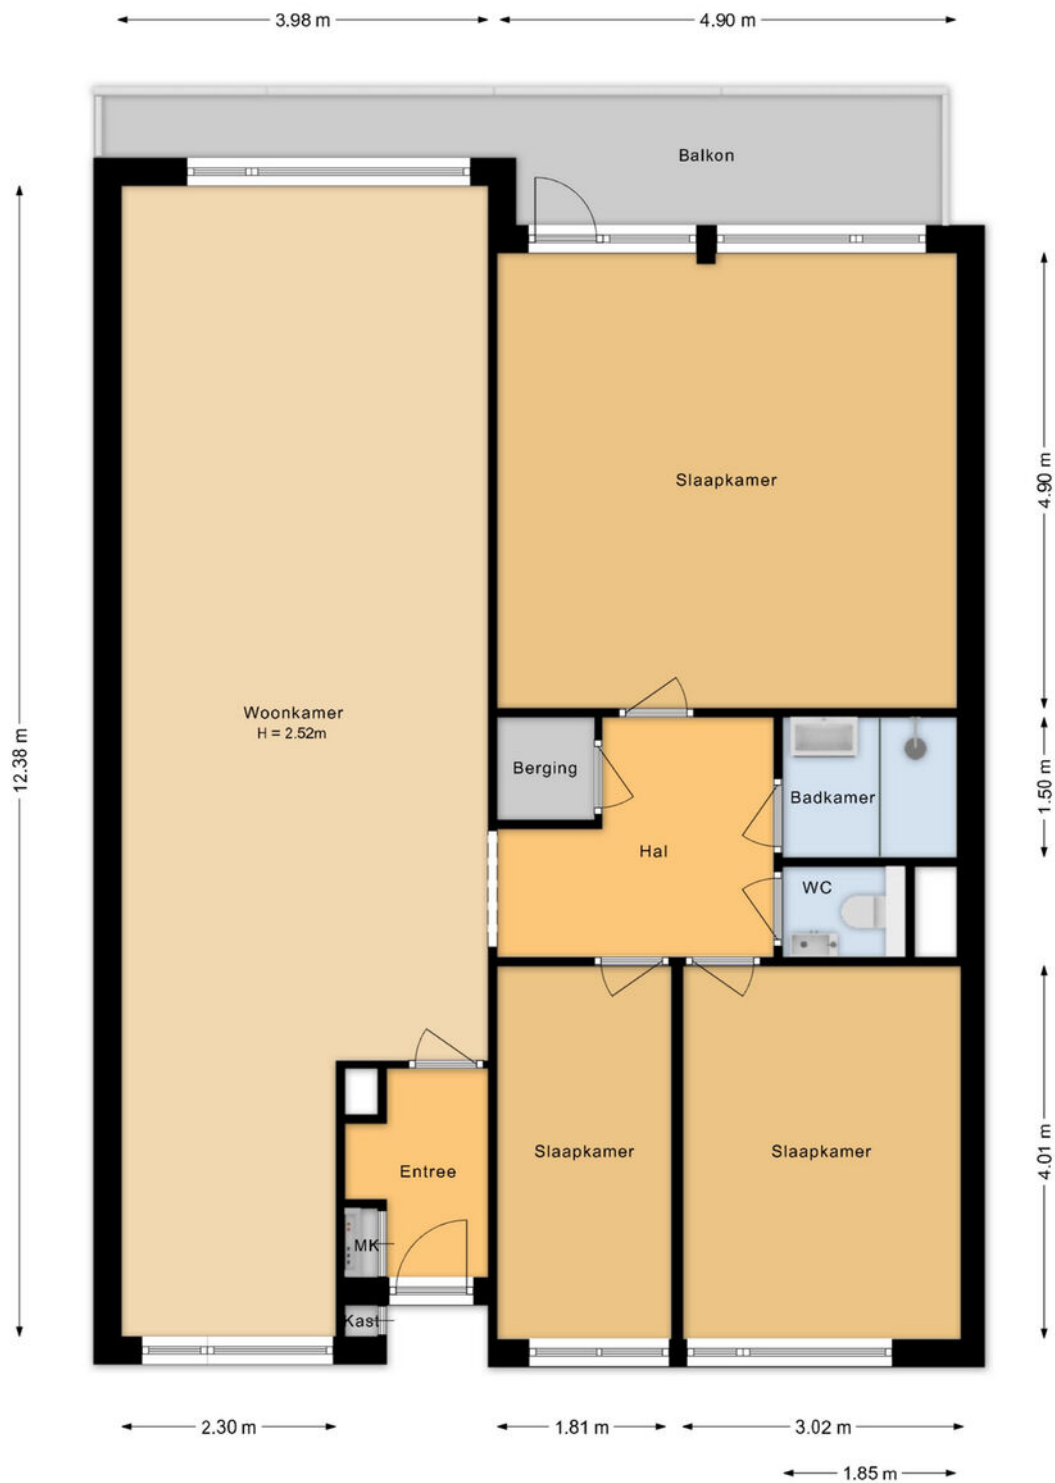 3.98 m
4.90 m
Balkon
Slaapkamer
4.90 m
Woonkamer
H = 2.52m
12.38 m
Berging
Badkamer
1.50 m
Hal
WC
Slaapkamer
Slaapkamer
4.01 m
Entree
MK
Kast
2.30 m
1.81 m
3.02 m
1.85 m